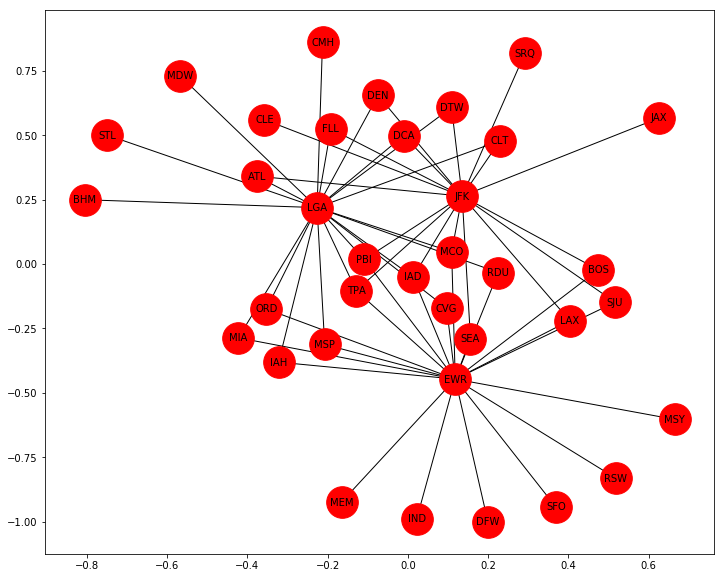 CMH
SRQ
0.75
MDW
DEN
DTW
CLE
JAX
FLL
0.50
STL
DCA
CLT
ATL
JFK
0.25
BHM
LGA
MCO
PBI
0.00
BOS
RDU
IAD
TPA
SJU
CVG
ORD
LAX
−0.25
MIA
SEA
MSP
IAH
EWR
−0.50
MSY
−0.75
RSW
MEM
SFO
IND
DFW
−1.00
−0.8 −0.6 −0.4 −0.2 0.0 0.2 0.4 0.6